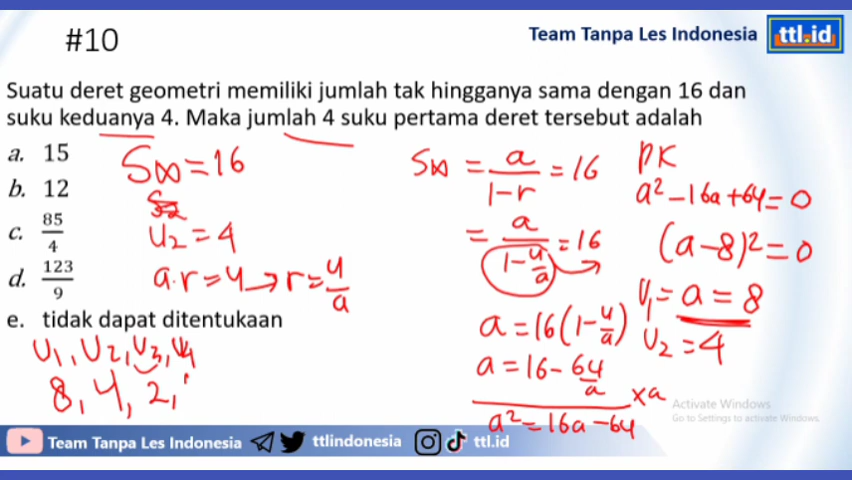 #10
Team Tanpa Les Indonesia ttl.id
Suatu deret geometri memiliki jumlah tak hingganya sama dengan 16 dan
suku keduanya 4. Maka jumlah 4 suku pertama deret tersebut adalah
a. 15
b. 12
c. 85/4
d. 123/9
e. tidak dapat ditentukaan
S∞ = 16
U₂ = 4
a.r = 4 → r = 4/a
U₁, U₂, U₃, U₄
8, 4, 2,
S∞ = a/(1-r) = 16
= a/(1-4/a) = 16
a = 16(1-4/a)
a = 16 - 64/a
×a
a² = 16a - 64
PK
a² - 16a + 64 = 0
(a-8)² = 0
U₁ = a = 8
U₂ = 4
Activate Windows
Go to Settings to activate Windows.
Team Tanpa Les Indonesia ttlindonesia ttl.id